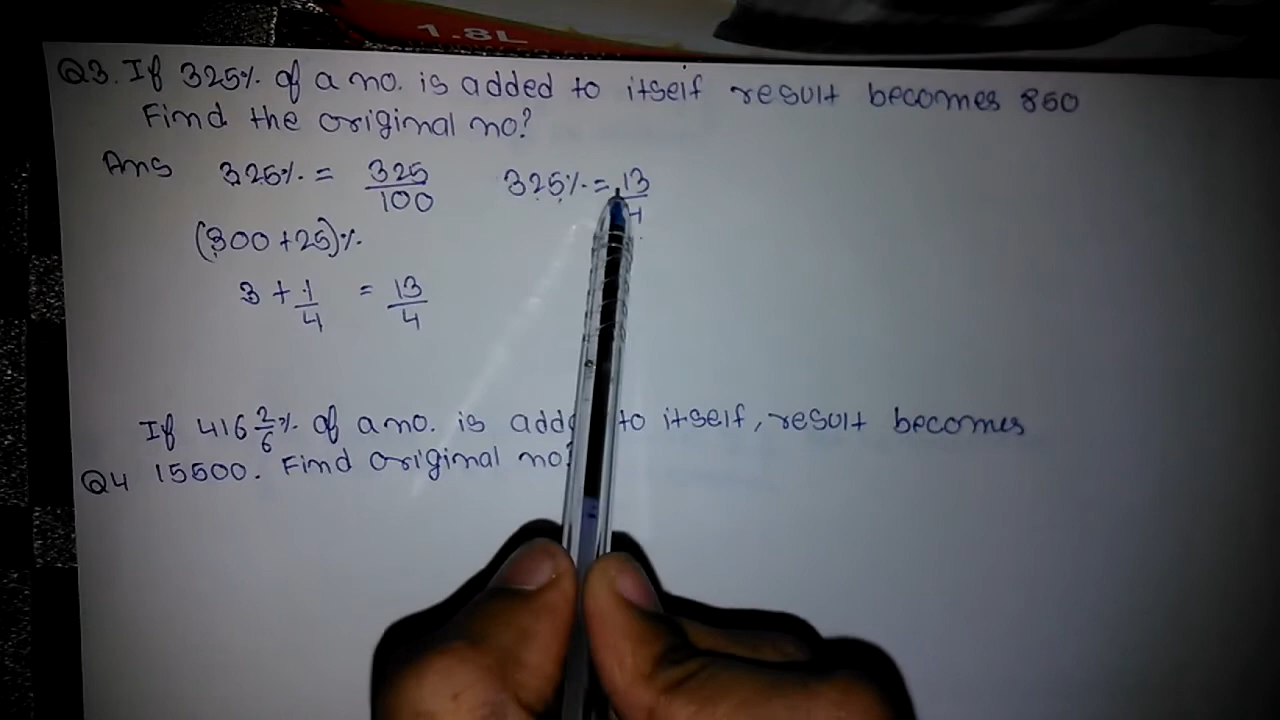 1.8L
Q3. If 325% of a no. is added to itself result becomes 850
Find the original no?
Ans 325% = 325/100 325% = 13/4
(300+25)%
3 + 1/4 = 13/4
If 416 2/6% of a no. is added to itself, result becomes
Q4 15500. Find original no?